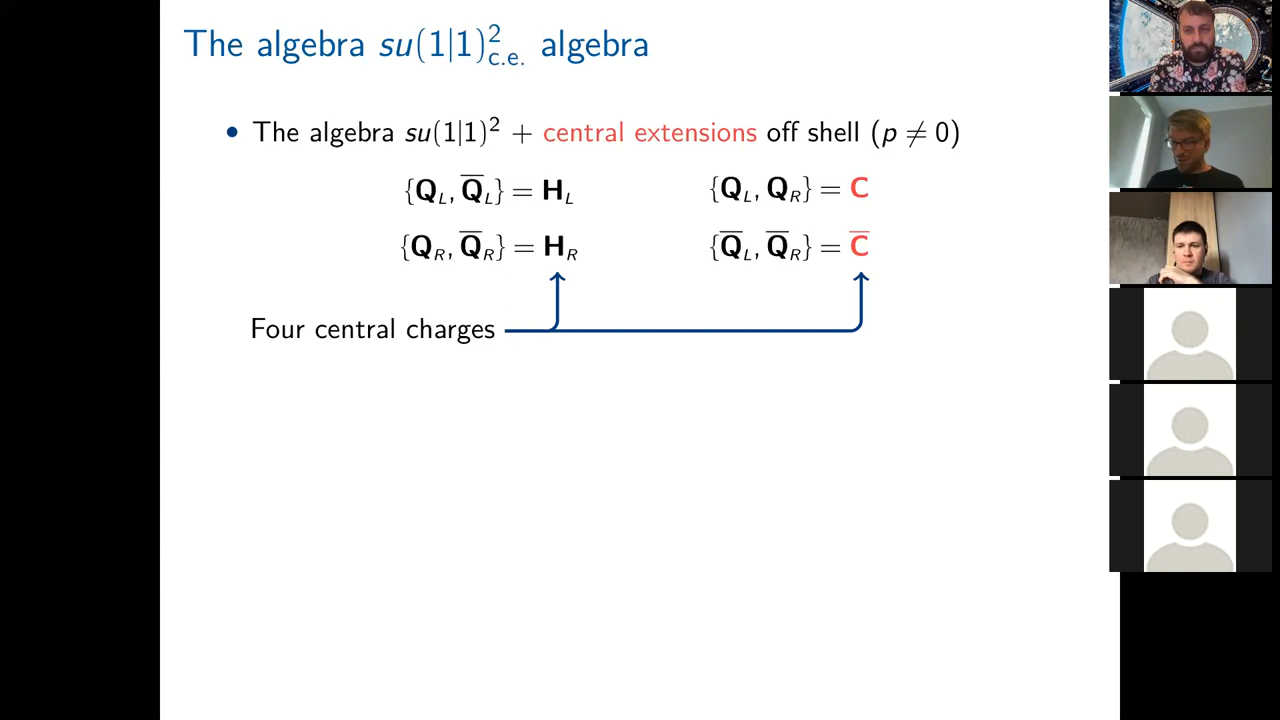 The algebra su(1|1)²c.e. algebra
• The algebra su(1|1)² + central extensions off shell (p ≠ 0)
{Q_L, Q̅_L} = H_L {Q_L, Q_R} = C
{Q_R, Q̅_R} = H_R {Q̅_L, Q̅_R} = C̅
Four central charges